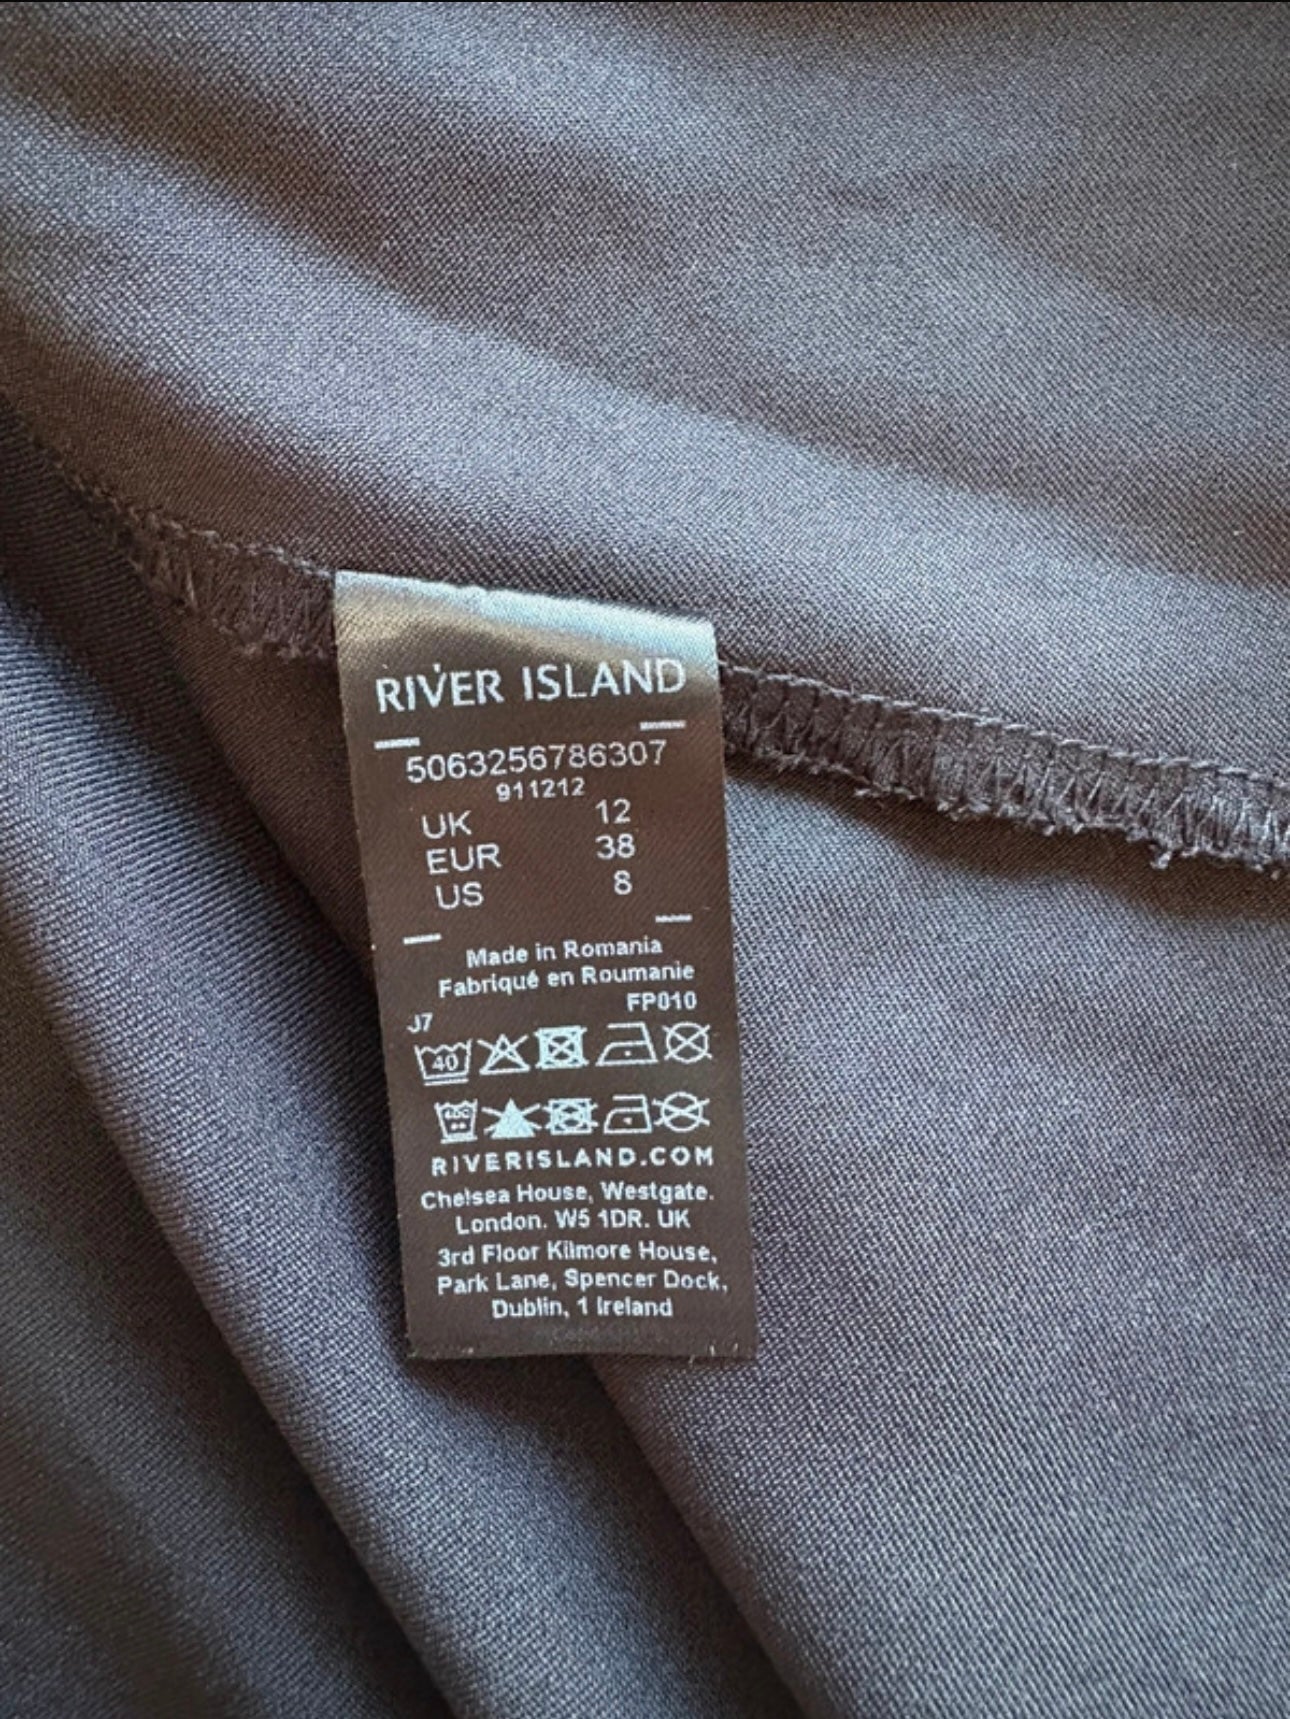 RIVER ISLAND
5063256786307
911212
UK 12
EUR 38
US 8
Made in Romania
Fabriqué en Roumanie
FP010
J7
40
RIVERISLAND.COM
Chelsea House, Westgate.
London. W5 1DR. UK
3rd Floor Kilmore House,
Park Lane, Spencer Dock,
Dublin, 1 Ireland